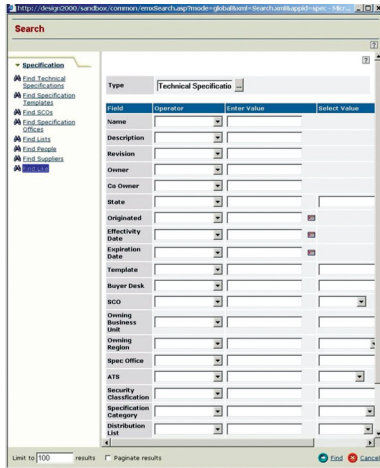 http://design2000/sandbox/common/emxSearch.asp?mode=global&xml=Search.xml&appid=spec - Micr...
Search
Specification
Find Technical
Specifications
Find Specification
Templates
Find SCOs
Find Specification
Offices
Find Lists
Find People
Find Suppliers
Type
Technical Specificatio
...
Field Operator Enter Value Select Value
Name
Description
Revision
Owner
Co Owner
State
Originated
Effectivity
Date
Expiration
Date
Template
Buyer Desk
SCO
Owning
Business
Unit
Owning
Region
Spec Office
ATS
Security
Classfication
Specification
Category
Distribution
List
Limit to 100 results
Paginate results
Find
Cancel